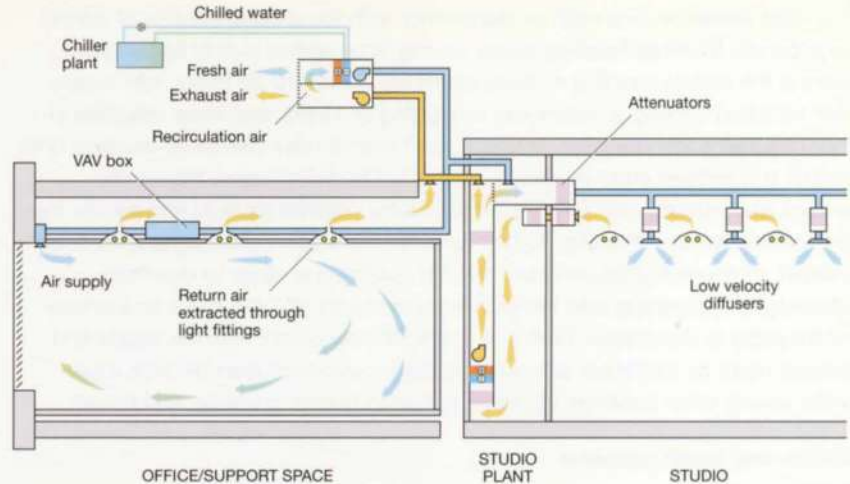 Chilled water
Chiller
plant
Fresh air
Exhaust air
Recirculation air
Attenuators
VAV box
Air supply
Return air
extracted through
light fittings
Low velocity
diffusers
OFFICE/SUPPORT SPACE
STUDIO
PLANT
STUDIO